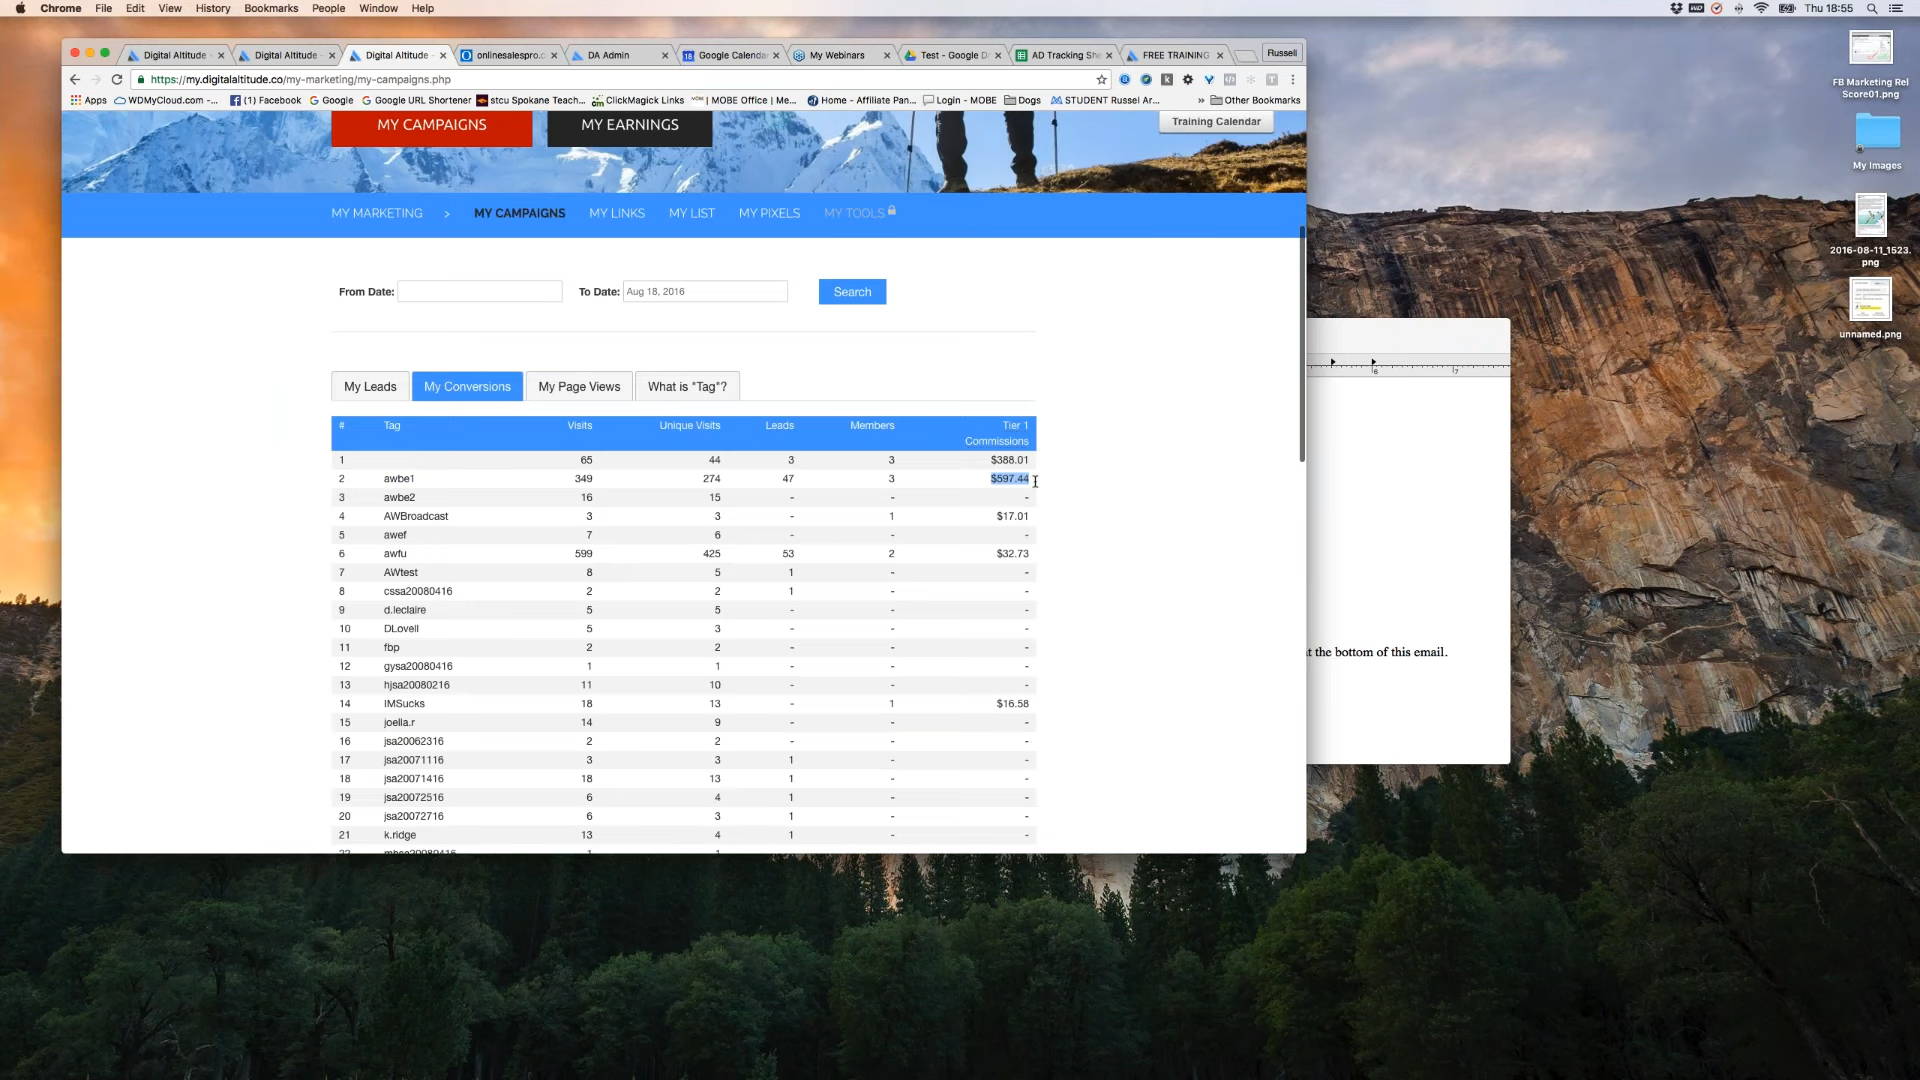 Chrome File Edit View History Bookmarks People Window Help
Thu 18:55
Digital Altitude -
Digital Altitude -
Digital Altitude -
onlinesalespro.c
DA Admin
Google Calenda
My Webinars
Test - Google D
AD Tracking She
FREE TRAINING
Russell
https://my.digitalaltitude.co/my-marketing/my-campaigns.php
Apps
WDMyCloud.com -...
(1) Facebook
Google
Google URL Shortener
stcu Spokane Teach...
ClickMagick Links
| MOBE Office | Me...
Home - Affiliate Pan...
Login - MOBE
Dogs
STUDENT Russel Ar...
»
Other Bookmarks
MY CAMPAIGNS
MY EARNINGS
Training Calendar
MY MARKETING > MY CAMPAIGNS MY LINKS MY LIST MY PIXELS MY TOOLS
From Date:
To Date: Aug 18, 2016
Search
My Leads
My Conversions
My Page Views
What is "Tag"?
# Tag Visits Unique Visits Leads Members Tier 1
Commissions
1 65 44 3 3 $388.01
2 awbe1 349 274 47 3 $597.44
3 awbe2 16 15 - - -
4 AWBroadcast 3 3 - 1 $17.01
5 awef 7 6 - - -
6 awfu 599 425 53 2 $32.73
7 AWtest 8 5 1 - -
8 cssa20080416 2 2 1 - -
9 d.leclaire 5 5 - - -
10 DLovell 5 3 - - -
11 fbp 2 2 - - -
12 gysa20080416 1 1 - - -
13 hjsa20080216 11 10 - - -
14 IMSucks 18 13 - 1 $16.58
15 joella.r 14 9 - - -
16 jsa20062316 2 2 - - -
17 jsa20071116 3 3 1 - -
18 jsa20071416 18 13 1 - -
19 jsa20072516 6 4 1 - -
20 jsa20072716 6 3 1 - -
21 k.ridge 13 4 1 - -
6 7
at the bottom of this email.
FB Marketing Rel
Score01.png
My Images
2016-08-11_1523.
png
unnamed.png